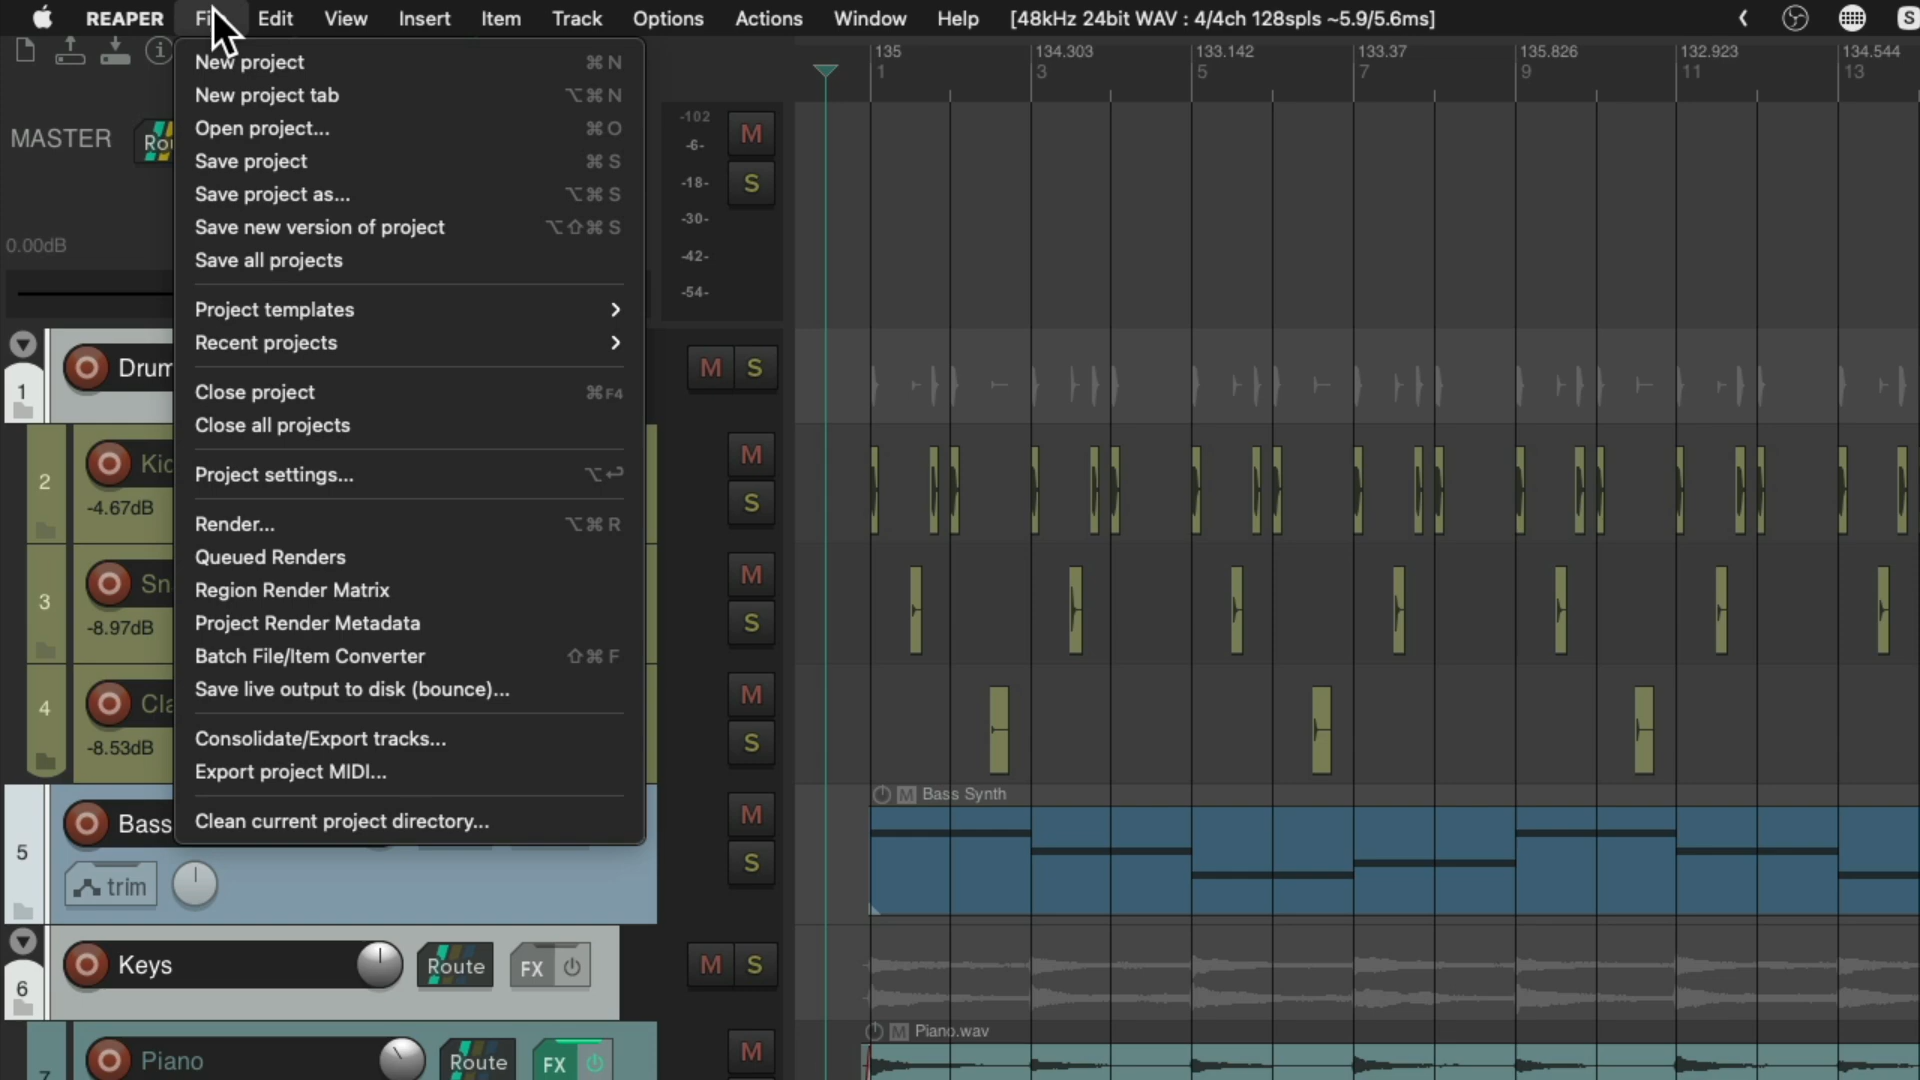 REAPER Edit View Insert Item Track Options Actions Window Help [48kHz 24bit WAV : 4/4ch 128spls ~5.9/5.6ms] S
New project ⌘N
New project tab ⌥⌘N
Open project... ⌘O
Save project ⌘S
Save project as... ⌥⌘S
Save new version of project ⌥⇧⌘S
Save all projects
Project templates
Recent projects
Close project ⌘F4
Close all projects
Project settings... ⌥↩
Render... ⌥⌘R
Queued Renders
Region Render Matrix
Project Render Metadata
Batch File/Item Converter ⇧⌘F
Save live output to disk (bounce)...
Consolidate/Export tracks...
Export project MIDI...
Clean current project directory...
MASTER
0.00dB
-102
-6-
-18-
-30-
-42-
-54-
M
S
135 134.303 133.142 133.37 135.826 132.923 134.544
1 3 5 7 9 11 13
1 Drum M S
2
-4.67dB
M
S
3
-8.97dB
M
S
4
-8.53dB
M
S
5 Bass
trim
M
S
M Bass Synth
6 Keys Route FX M S
7 Piano Route FX M
M Piano.wav